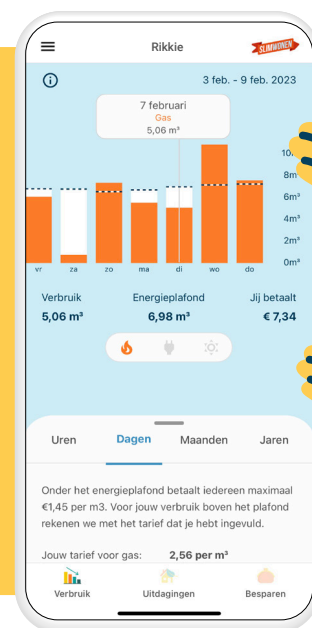 Rikkie
SLIMWONEN
3 feb. - 9 feb. 2023
7 februari
Gas
5,06 m³
8m
6m³
4m³
2m³
0m³
vr za zo ma di wo do
Verbruik Energieplafond Jij betaalt
5,06 m³ 6,98 m³ € 7,34
Uren Dagen Maanden Jaren
Onder het energieplafond betaalt iedereen maximaal
€1,45 per m3. Voor jouw verbruik boven het plafond
rekenen we met het tarief dat je hebt ingevuld.
Jouw tarief voor gas: 2,56 per m³
Verbruik Uitdagingen Besparen